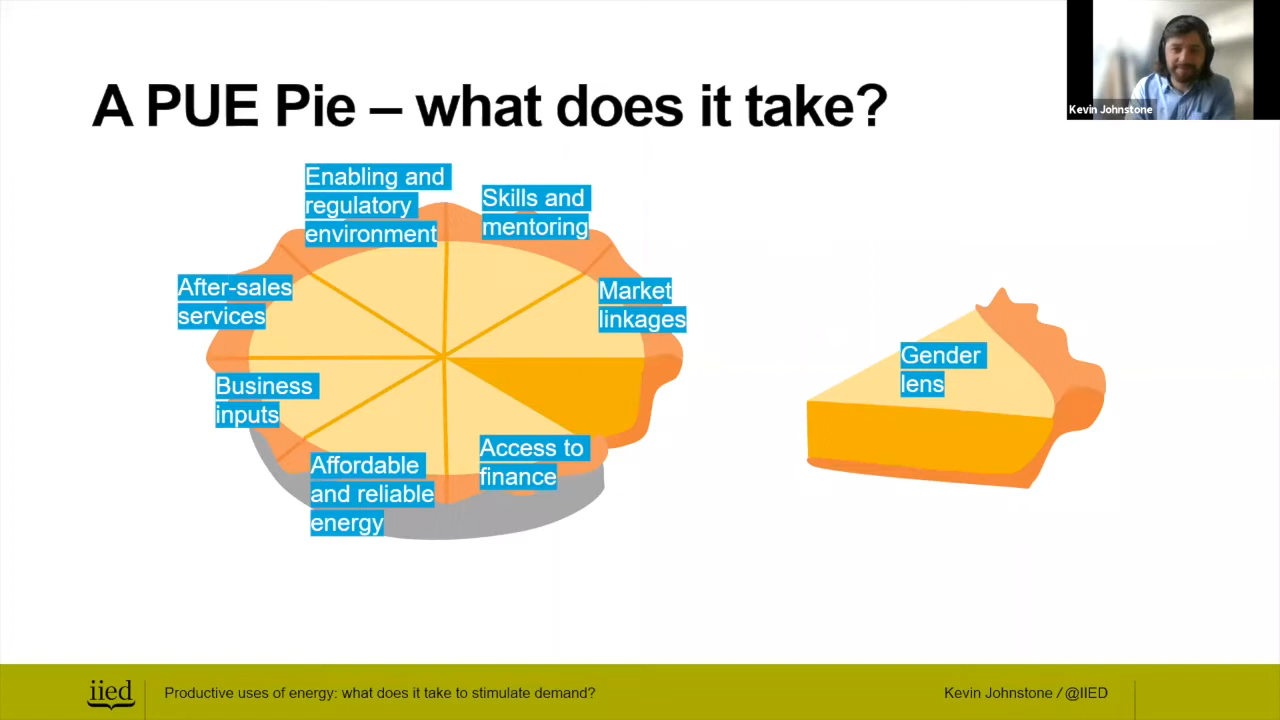 A PUE Pie – what does it take?
Kevin Johnstone
Enabling and
regulatory
environment
Skills and
mentoring
After-sales
services
Market
linkages
Business
inputs
Affordable
and reliable
energy
Access to
finance
Gender
lens
iied
Productive uses of energy: what does it take to stimulate demand?
Kevin Johnstone / @IIED